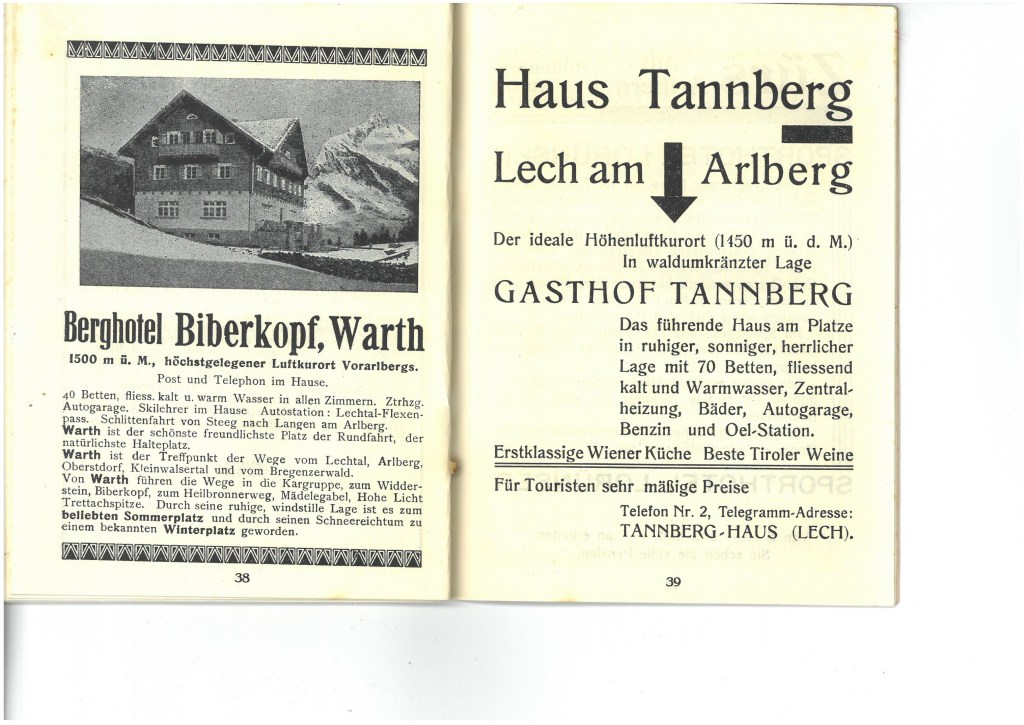 Berghotel Biberkopf, Warth
1500 m ü. M., höchstgelegener Luftkurort Vorarlbergs.
Post und Telephon im Hause.
40 Betten, fliess. kalt u. warm Wasser in allen Zimmern. Ztrhzg.
Autogarage. Skilehrer im Hause Autostation: Lechtal-Flexen-
pass. Schlittenfahrt von Steeg nach Langen am Arlberg.
Warth ist der schönste freundlichste Platz der Rundfahrt, der
natürlichste Halteplatz.
Warth ist der Treffpunkt der Wege vom Lechtal, Arlberg,
Oberstdorf, Kleinwalsertal und vom Bregenzerwald.
Von Warth führen die Wege in die Kargruppe, zum Widder-
stein, Biberkopf, zum Heilbronnerweg, Mädelegabel, Hohe Licht
Trettachspitze. Durch seine ruhige, windstille Lage ist es zum
beliebten Sommerplatz und durch seinen Schneereichtum zu
einem bekannten Winterplatz geworden.
38
Haus Tannberg
Lech am Arlberg
Der ideale Höhenluftkurort (1450 m ü. d. M.)
In waldumkränzter Lage
GASTHOF TANNBERG
Das führende Haus am Platze
in ruhiger, sonniger, herrlicher
Lage mit 70 Betten, fliessend
kalt und Warmwasser, Zentral-
heizung, Bäder, Autogarage,
Benzin und Oel-Station.
Erstklassige Wiener Küche Beste Tiroler Weine
Für Touristen sehr mäßige Preise
Telefon Nr. 2, Telegramm-Adresse:
TANNBERG-HAUS (LECH).
39